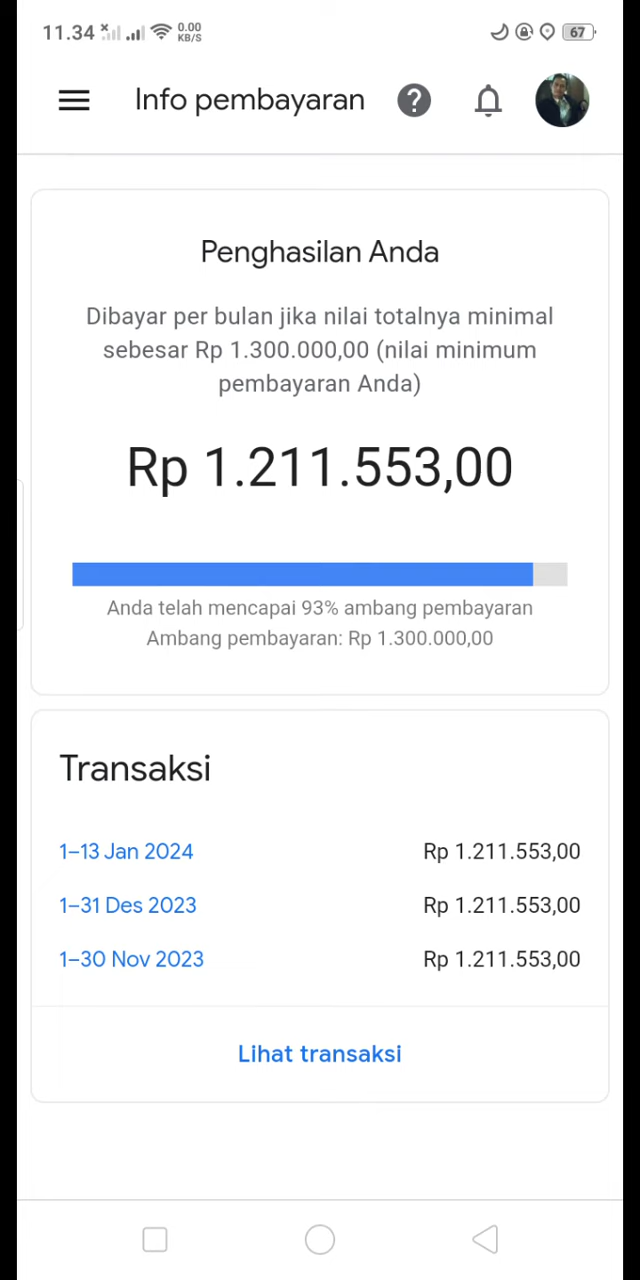 11.34 0.00 KB/S 67
Info pembayaran
Penghasilan Anda
Dibayar per bulan jika nilai totalnya minimal
sebesar Rp 1.300.000,00 (nilai minimum
pembayaran Anda)
Rp 1.211.553,00
Anda telah mencapai 93% ambang pembayaran
Ambang pembayaran: Rp 1.300.000,00
Transaksi
1–13 Jan 2024 Rp 1.211.553,00
1–31 Des 2023 Rp 1.211.553,00
1–30 Nov 2023 Rp 1.211.553,00
Lihat transaksi